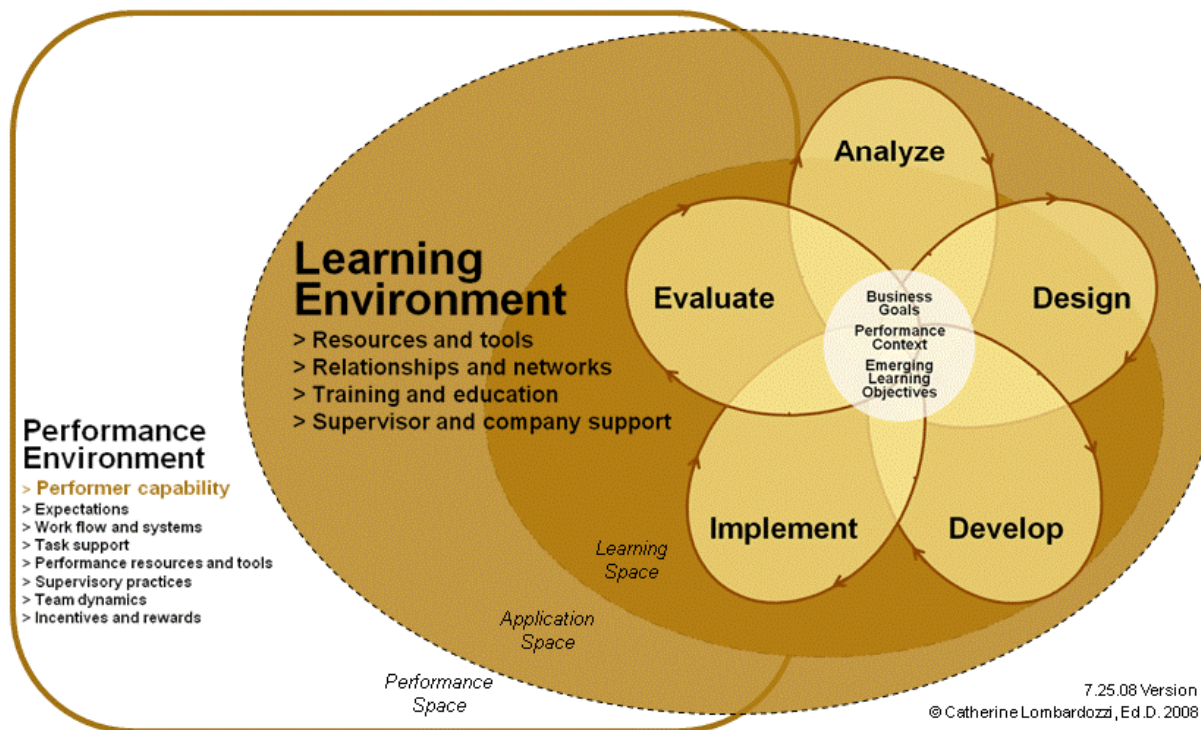 Analyze
Learning
Environment
> Resources and tools
> Relationships and networks
> Training and education
> Supervisor and company support
Evaluate
Business
Goals
Performance
Context
Emerging
Learning
Objectives
Design
Performance
Environment
> Performer capability
> Expectations
> Work flow and systems
> Task support
> Performance resources and tools
> Supervisory practices
> Team dynamics
> Incentives and rewards
Implement
Develop
Learning
Space
Application
Space
Performance
Space
7.25.08 Version
© Catherine Lombardozzi, Ed.D. 2008